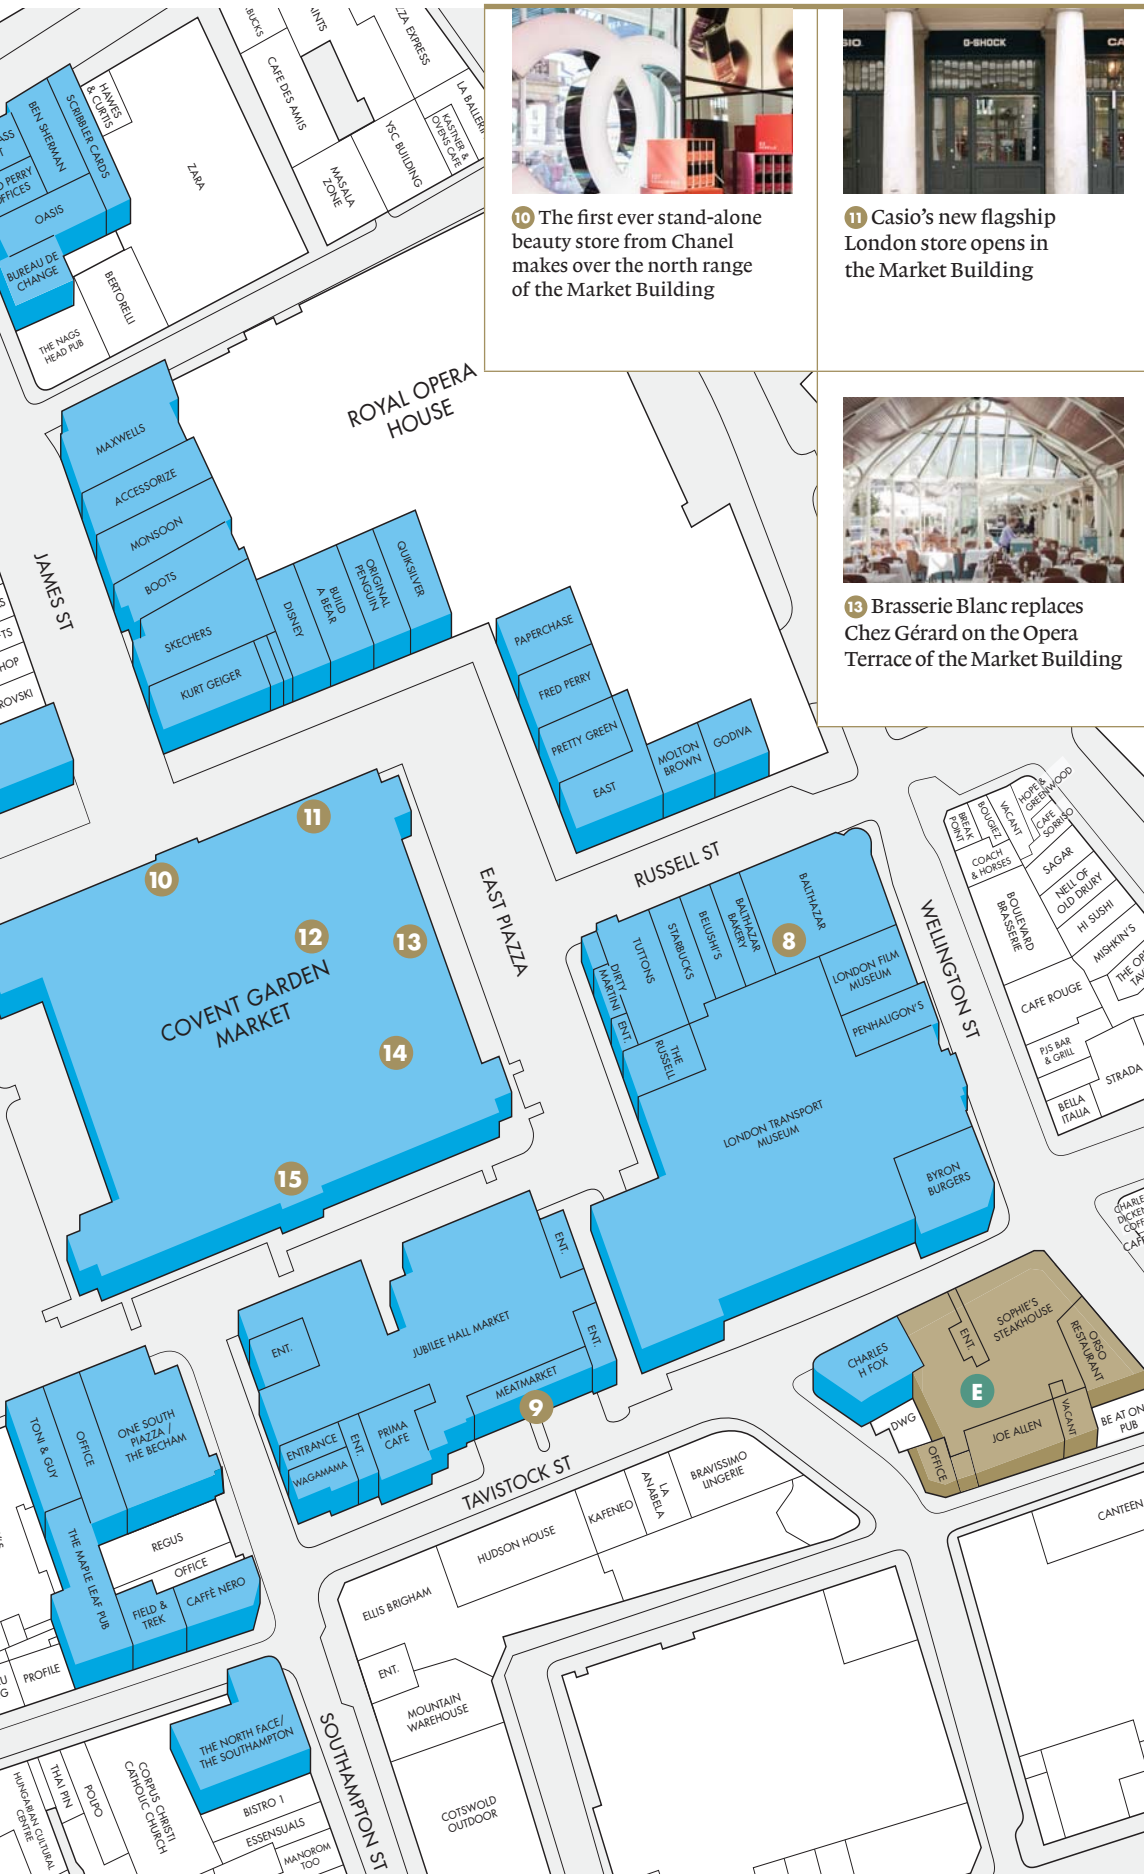 SIO
G-SHOCK
CA
10 The first ever stand-alone
beauty store from Chanel
makes over the north range
of the Market Building
11 Casio's new flagship
London store opens in
the Market Building
13 Brasserie Blanc replaces
Chez Gérard on the Opera
Terrace of the Market Building
BEN SHERMAN
SCRIBBLER CARDS
HAWES
& CURTIS
PERRY
OASIS
BUREAU DE
CHANGE
THE NAGS
HEAD PUB
BERTORELLI
ZARA
CAFE DES AMIS
MASALA
ZONE
YSC BUILDING
KASTNER &
OVENS CAFE
ZZA EXPRESS
ROYAL OPERA
HOUSE
JAMES ST
MAXWELLS
ACCESSORIZE
MONSOON
BOOTS
SKECHERS
KURT GEIGER
DISNEY
BUILD
A BEAR
ORIGINAL
PENGUIN
QUIKSILVER
PAPERCHASE
FRED PERRY
PRETTY GREEN
EAST
MOLTON
BROWN
GODIVA
TS
HOP
ROVSKI
11
10
12
13
COVENT GARDEN
MARKET
14
15
EAST PIAZZA
RUSSELL ST
WELLINGTON ST
TUTTONS
STARBUCKS
BELUSHI'S
BALTHAZAR
BAKERY
8
BALTHAZAR
DIRTY
MARTINI
ENT.
THE
RUSSELL
LONDON FILM
MUSEUM
PENHALIGON'S
LONDON TRANSPORT
MUSEUM
BYRON
BURGERS
BREAK
POINT
BOUGIEZ
VACANT
HOPE &
GREENWOOD
CAFE
SORRISO
COACH
& HORSES
SAGAR
NELL OF
OLD DRURY
HI SUSHI
MISHKIN'S
BOULEVARD
BRASSERIE
CAFE ROUGE
PJS BAR
& GRILL
STRADA
BELLA
ITALIA
ENT.
JUBILEE HALL MARKET
ENT.
ENT.
MEATMARKET
9
ENTRANCE
WAGAMAMA
ENT.
PRIMA
CAFE
TONI & GUY
OFFICE
ONE SOUTH
PIAZZA /
THE BECHAM
THE MAPLE LEAF PUB
REGUS
OFFICE
FIELD &
TREK
CAFFÈ NERO
PROFILE
CHARLES
H FOX
DWG
OFFICE
ENT.
SOPHIE'S
STEAKHOUSE
E
ORSO
RESTAURANT
JOE ALLEN
VACANT
BE AT ON
PUB
CANTEEN
TAVISTOCK ST
HUDSON HOUSE
KAFENEO
LA
ANABELA
BRAVISSIMO
LINGERIE
ELLIS BRIGHAM
ENT.
MOUNTAIN
WAREHOUSE
COTSWOLD
OUTDOOR
SOUTHAMPTON ST
THE NORTH FACE/
THE SOUTHAMPTON
BISTRO 1
ESSENSUALS
MANOROM
TOO
CORPUS CHRISTI
CATHOLIC CHURCH
POLPO
THAI PIN
HUNGARIAN CULTURAL
CENTRE